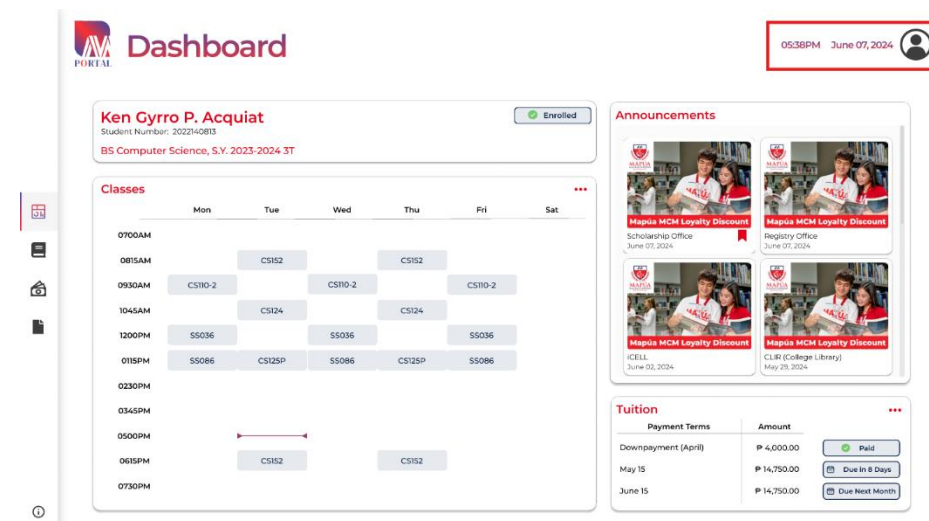 PORTAL
Dashboard
05:38PM June 07, 2024
Ken Gyrro P. Acquiat
Student Number: 2022140813
BS Computer Science, S.Y. 2023-2024 3T
Enrolled
Classes
Mon Tue Wed Thu Fri Sat
0700AM
0815AM CS152 CS152
0930AM CS110-2 CS110-2 CS110-2
1045AM CS124 CS124
1200PM SS036 SS036 SS036
0115PM SS086 CS125P SS086 CS125P SS086
0230PM
0345PM
0500PM
0615PM CS152 CS152
0730PM
Announcements
MAPÚA MAPÚA
Mapúa MCM Loyalty Discount Mapúa MCM Loyalty Discount
Scholarship Office Registry Office
June 07, 2024 June 07, 2024
MAPÚA MAPÚA
Mapúa MCM Loyalty Discount Mapúa MCM Loyalty Discount
iCELL CLIR (College Library)
June 02, 2024 May 29, 2024
Tuition
Payment Terms Amount
Downpayment (April) ₱ 4,000.00 Paid
May 15 ₱ 14,750.00 Due in 8 Days
June 15 ₱ 14,750.00 Due Next Month